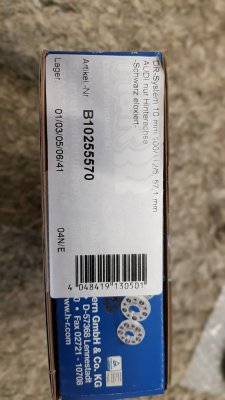 DR-System 10 mm 100/112/5, 57,1 mm
AUDI nur Hinterachse
-Schwarz eloxiert-
Artikel -Nr.
B10255570
Lager
01/03/05/06/41
04N/E
4 048419 130501
ern GmbH & Co. KG
D-57368 Lennestadt
Fax 02721 - 10708
www.h-r.com